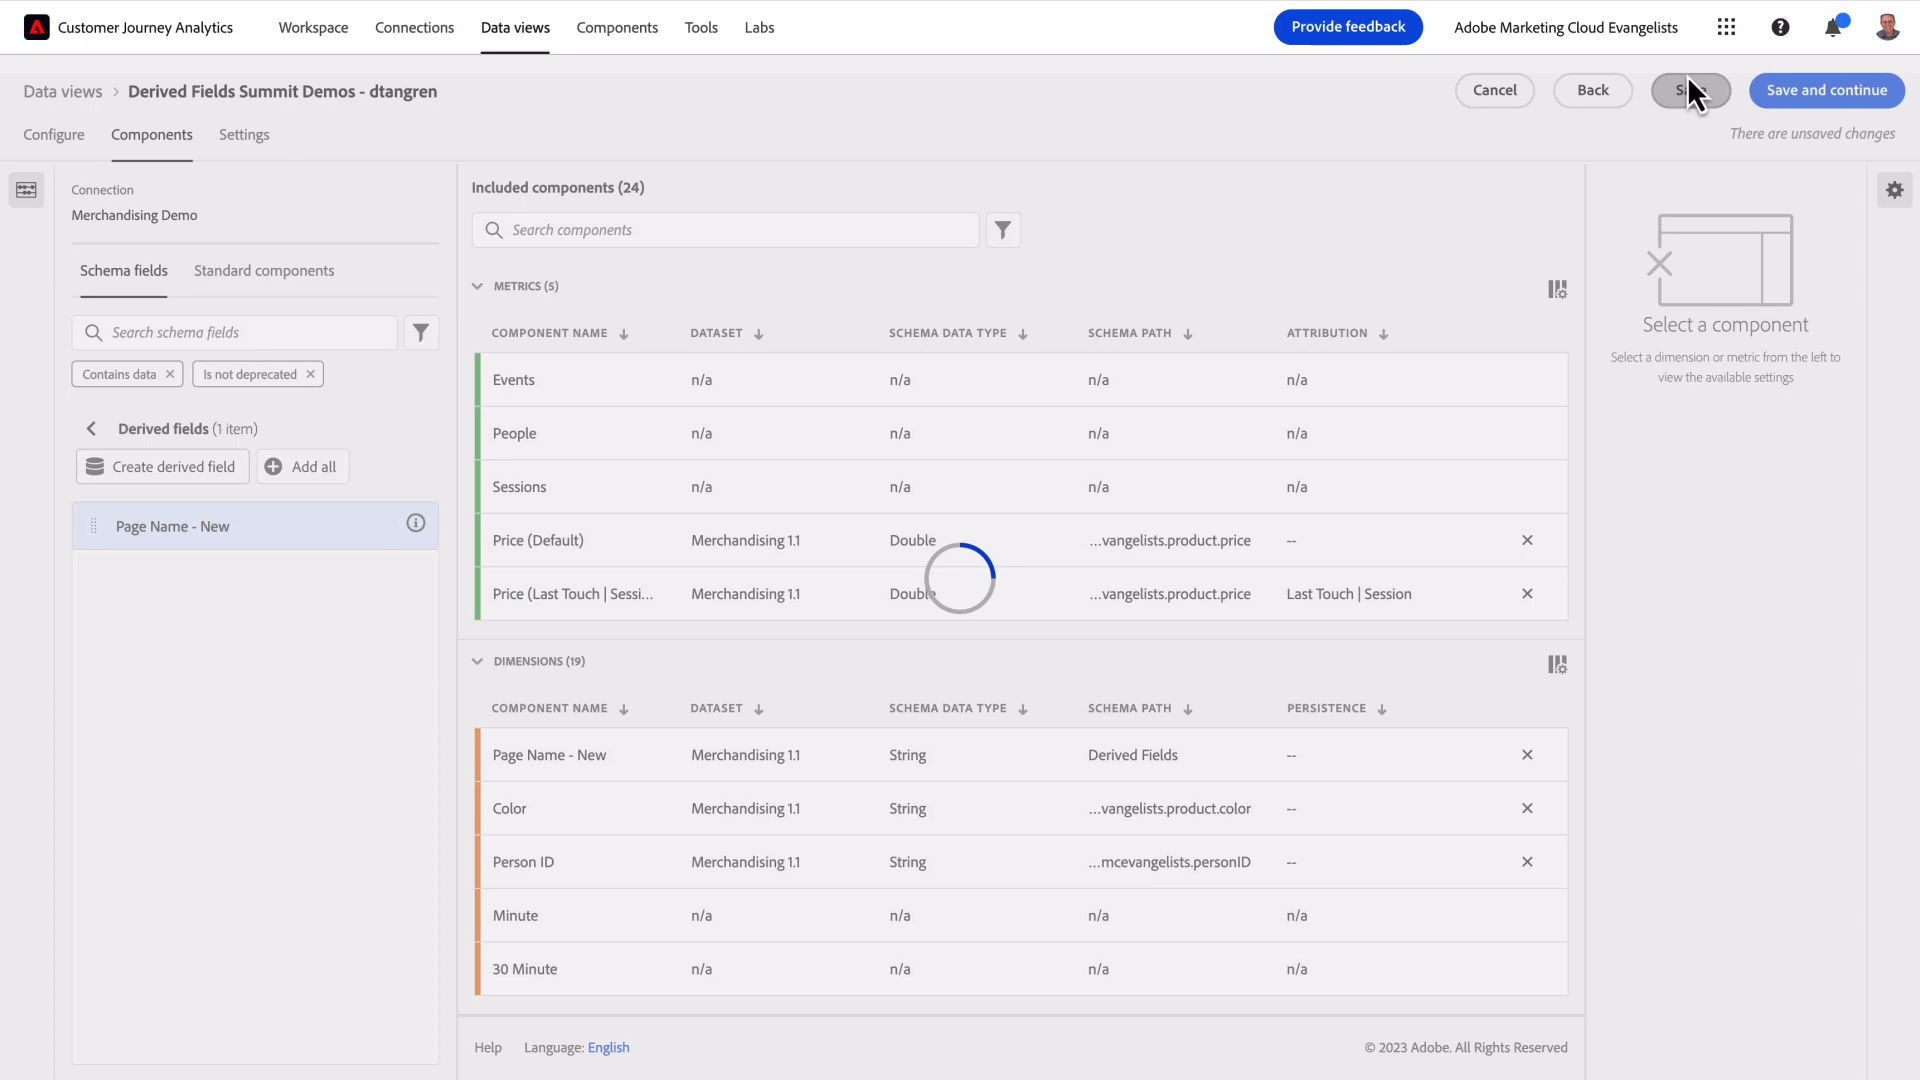 Customer Journey Analytics
Workspace
Connections
Data views
Components
Tools
Labs
Provide feedback
Adobe Marketing Cloud Evangelists
Data views > Derived Fields Summit Demos - dtangren
Cancel
Back
Save and continue
Configure
Components
Settings
There are unsaved changes
Connection
Merchandising Demo
Schema fields
Standard components
Search schema fields
Contains data
Is not deprecated
Derived fields (1 item)
Create derived field
Add all
Page Name - New
Included components (24)
Search components
METRICS (5)
COMPONENT NAME DATASET SCHEMA DATA TYPE SCHEMA PATH ATTRIBUTION
Events n/a n/a n/a n/a
People n/a n/a n/a n/a
Sessions n/a n/a n/a n/a
Price (Default) Merchandising 1.1 Double ...vangelists.product.price --
Price (Last Touch | Sessi... Merchandising 1.1 Double ...vangelists.product.price Last Touch | Session
DIMENSIONS (19)
COMPONENT NAME DATASET SCHEMA DATA TYPE SCHEMA PATH PERSISTENCE
Page Name - New Merchandising 1.1 String Derived Fields --
Color Merchandising 1.1 String ...vangelists.product.color --
Person ID Merchandising 1.1 String ...mcevangelists.personID --
Minute n/a n/a n/a n/a
30 Minute n/a n/a n/a n/a
Help
Language: English
© 2023 Adobe. All Rights Reserved
Select a component
Select a dimension or metric from the left to
view the available settings